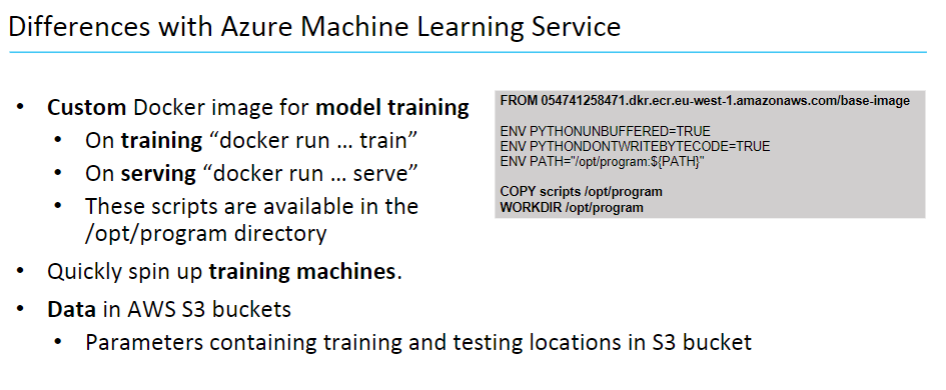 Differences with Azure Machine Learning Service
• Custom Docker image for model training
• On training “docker run ... train”
• On serving “docker run ... serve”
• These scripts are available in the
/opt/program directory
• Quickly spin up training machines.
• Data in AWS S3 buckets
• Parameters containing training and testing locations in S3 bucket
FROM 054741258471.dkr.ecr.eu-west-1.amazonaws.com/base-image
ENV PYTHONUNBUFFERED=TRUE
ENV PYTHONDONTWRITEBYTECODE=TRUE
ENV PATH="/opt/program:${PATH}"
COPY scripts /opt/program
WORKDIR /opt/program